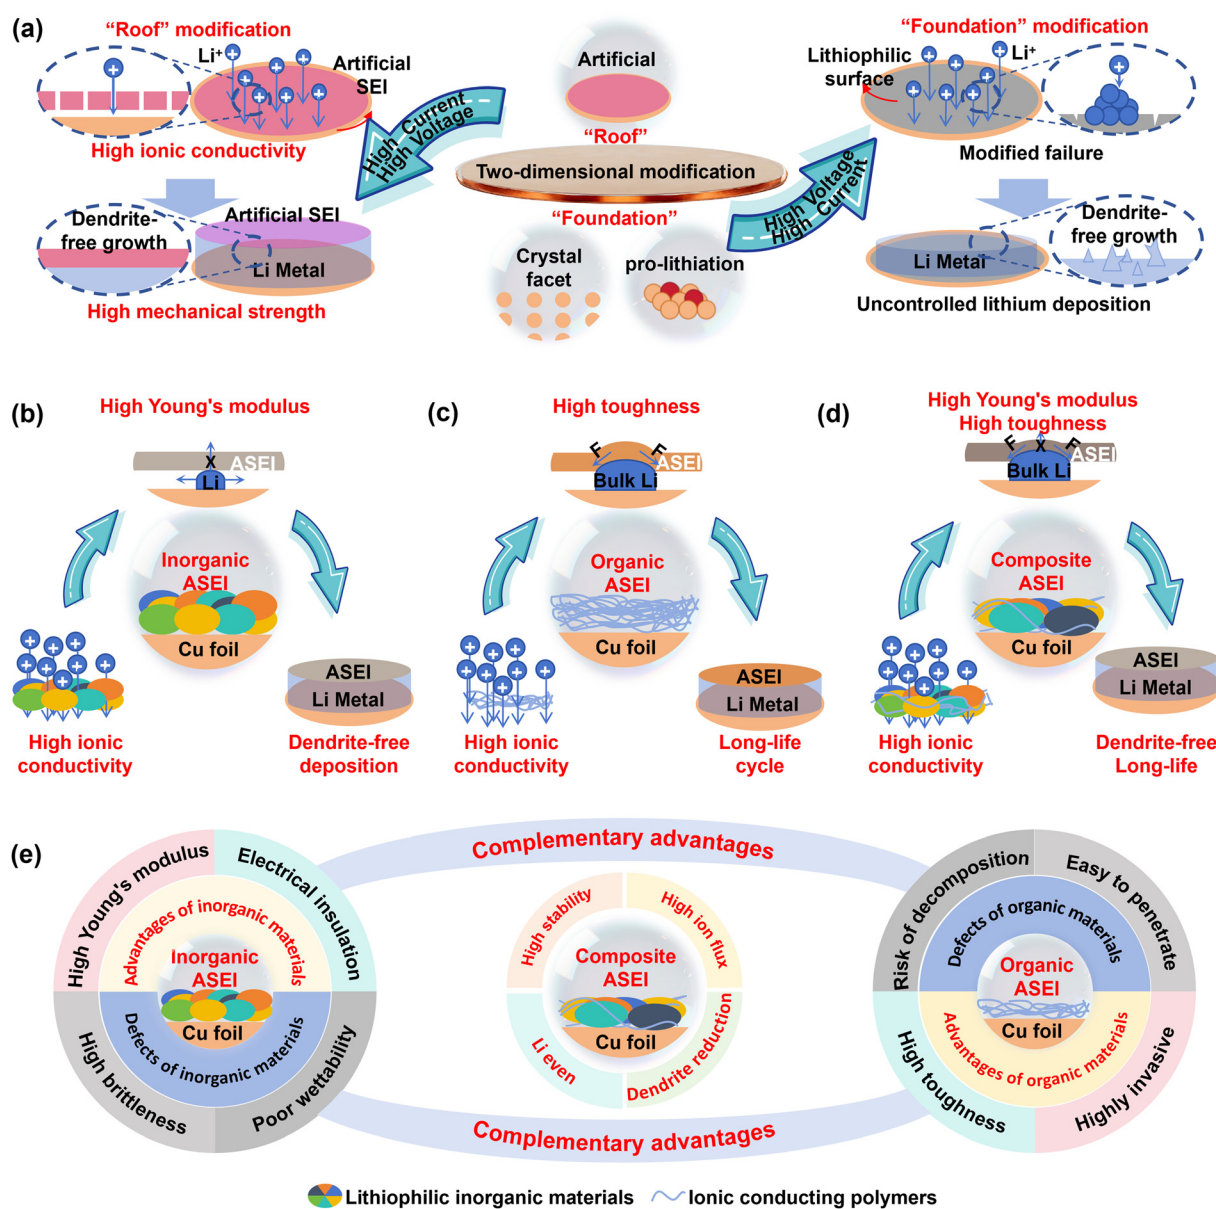 (a)
“Roof” modification
Li⁺
Artificial
SEI
High ionic conductivity
High Current
High Voltage
Dendrite-
free growth
Artificial SEI
Li Metal
High mechanical strength
Artificial
“Roof”
Two-dimensional modification
“Foundation”
Crystal
facet
pro-lithiation
High Voltage
High Current
“Foundation” modification
Lithiophilic
surface
Li⁺
Modified failure
Li Metal
Dendrite-
free growth
Uncontrolled lithium deposition
(b)
High Young's modulus
X
ASEI
Li
Inorganic
ASEI
Cu foil
High ionic
conductivity
ASEI
Li Metal
Dendrite-free
deposition
(c)
High toughness
F
F
ASEI
Bulk Li
Organic
ASEI
Cu foil
High ionic
conductivity
ASEI
Li Metal
Long-life
cycle
(d)
High Young's modulus
High toughness
F
X
F
ASEI
Bulk Li
Composite
ASEI
Cu foil
High ionic
conductivity
ASEI
Li Metal
Dendrite-free
Long-life
(e)
Complementary advantages
High Young's modulus
Electrical insulation
Advantages of inorganic materials
Inorganic
ASEI
Cu foil
Defects of inorganic materials
High brittleness
Poor wettability
High stability
High ion flux
Composite
ASEI
Cu foil
Li even
Dendrite reduction
Risk of decomposition
Easy to penetrate
Defects of organic materials
Organic
ASEI
Cu foil
Advantages of organic materials
High toughness
Highly invasive
Complementary advantages
Lithiophilic inorganic materials
Ionic conducting polymers